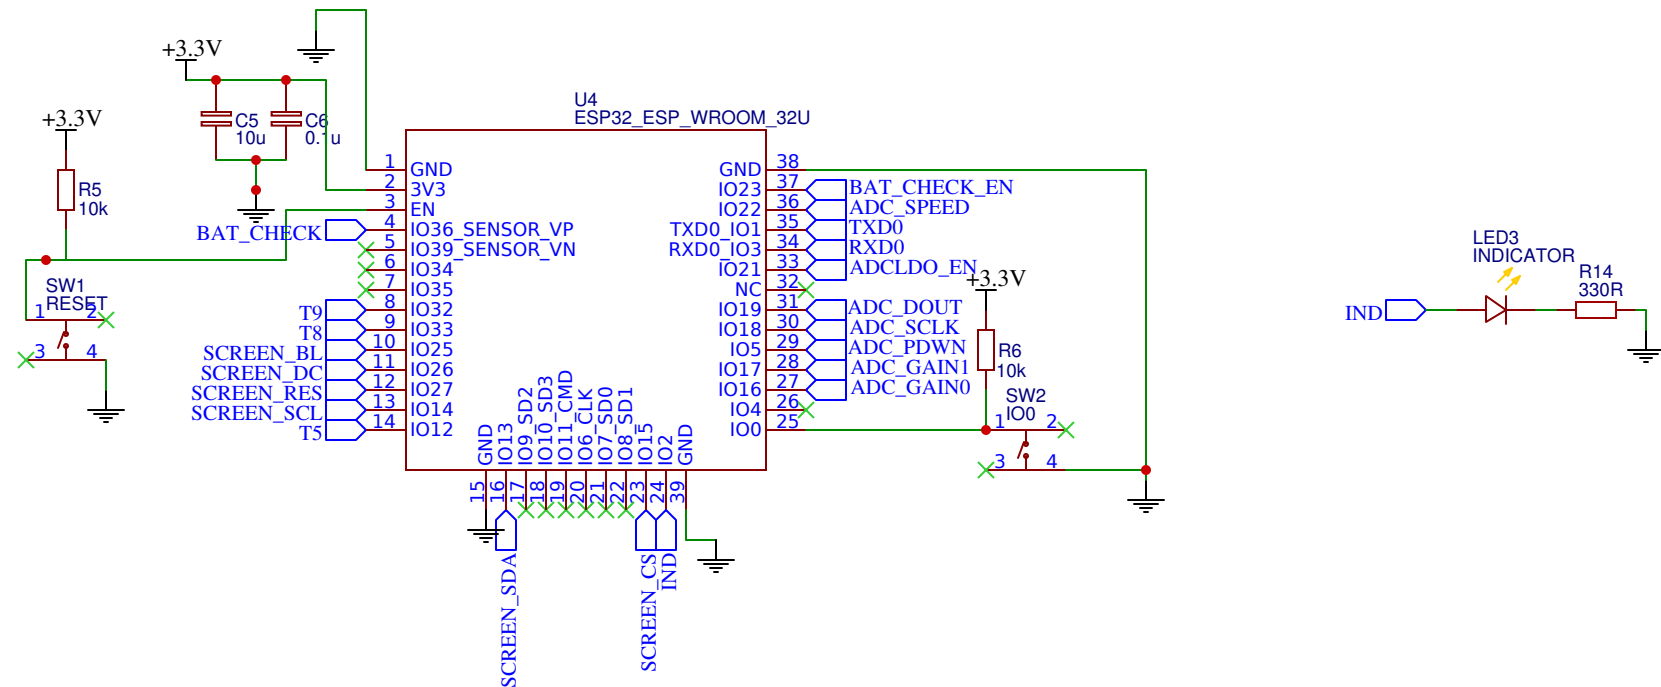 +3.3V
C5
10u
C6
0.1u
+3.3V
R5
10k
SW1
RESET
1
2
3
4
U4
ESP32_ESP_WROOM_32U
1 GND
2 3V3
3 EN
BAT_CHECK 4 IO36_SENSOR_VP
5 IO39_SENSOR_VN
6 IO34
7 IO35
T9 8 IO32
T8 9 IO33
SCREEN_BL 10 IO25
SCREEN_DC 11 IO26
SCREEN_RES 12 IO27
SCREEN_SCL 13 IO14
T5 14 IO12
GND 15
IO13 16 SCREEN_SDA
IO9_SD2 17
IO10_SD3 18
IO11_CMD 19
IO6_CLK 20
IO7_SD0 21
IO8_SD1 22
IO15 23 SCREEN_CS
IO2 24 IND
GND 39
GND 38
IO23 37 BAT_CHECK_EN
IO22 36 ADC_SPEED
TXD0_IO1 35 TXD0
RXD0_IO3 34 RXD0
IO21 33 ADCLDO_EN
NC 32
IO19 31 ADC_DOUT
IO18 30 ADC_SCLK
IO5 29 ADC_PDWN
IO17 28 ADC_GAIN1
IO16 27 ADC_GAIN0
IO4 26
IO0 25
+3.3V
R6
10k
SW2
IO0
1
2
3
4
LED3
INDICATOR
IND
R14
330R